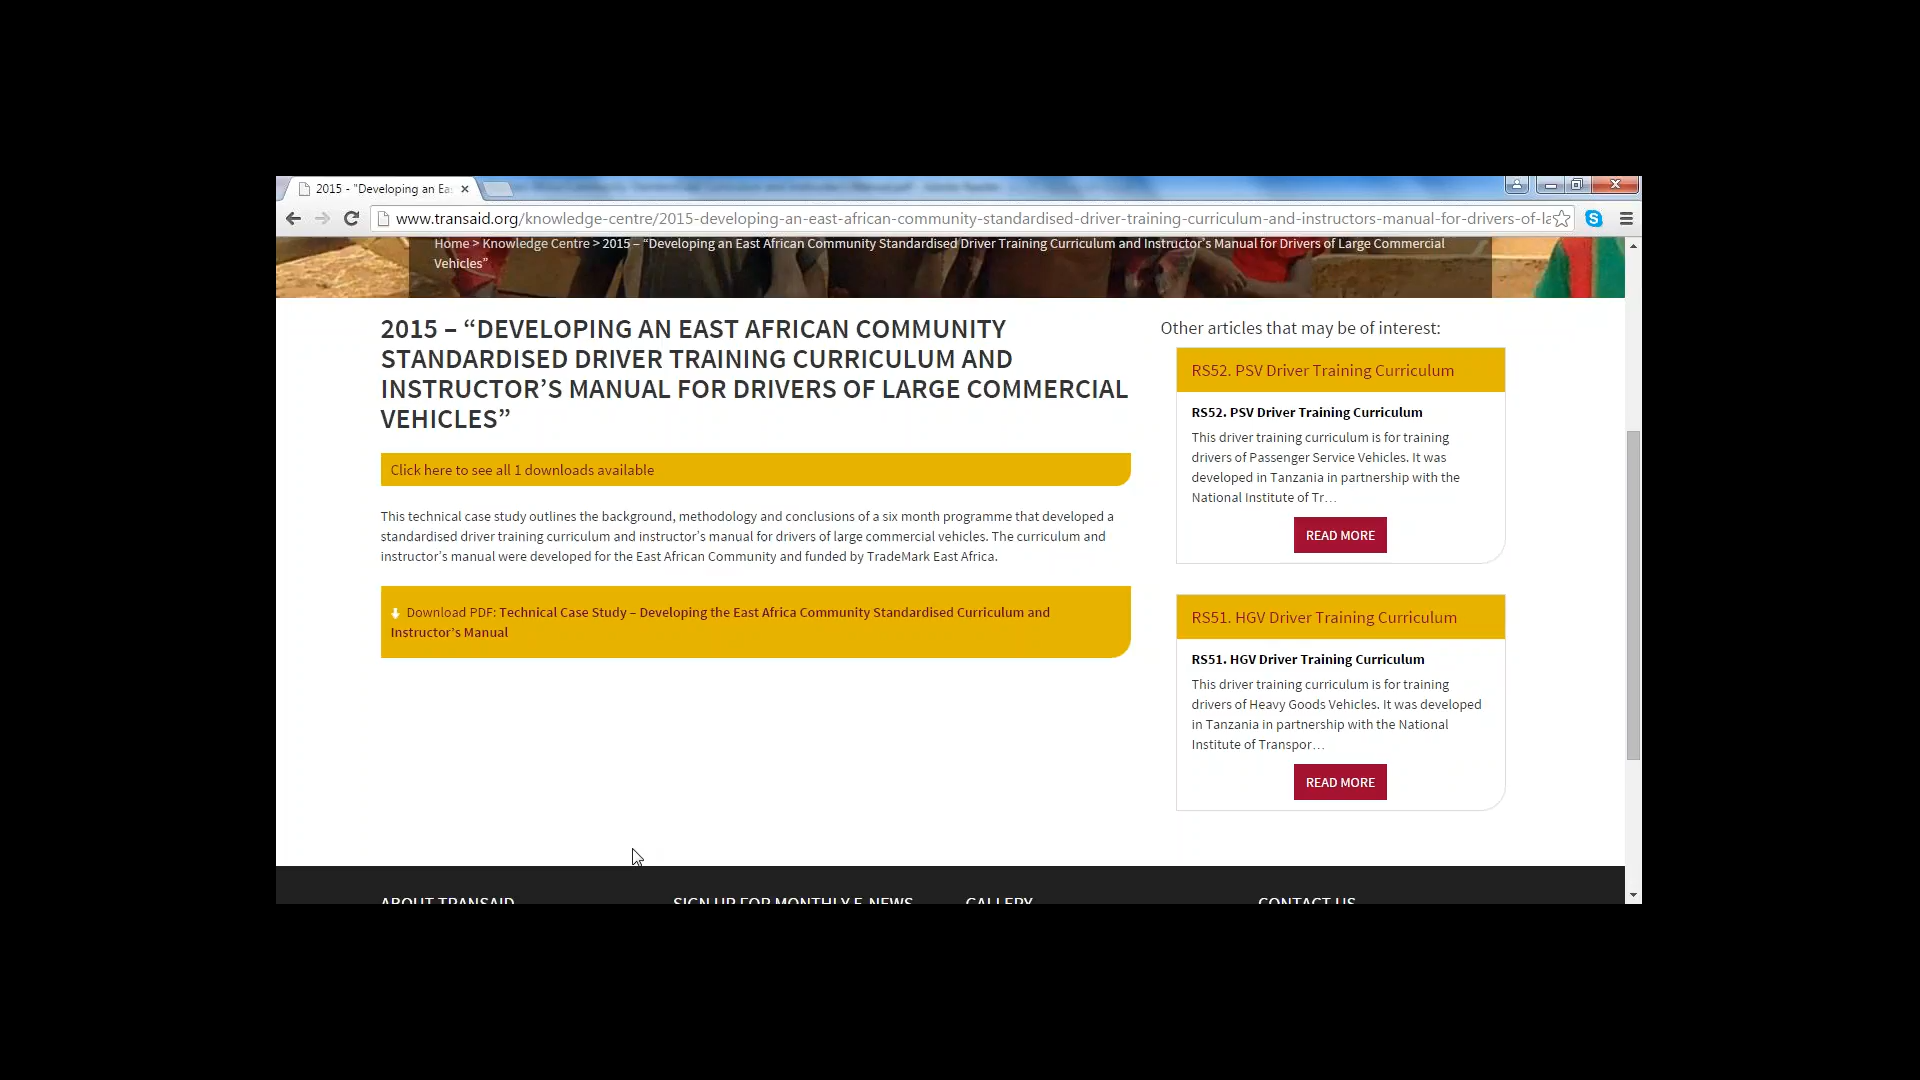 2015 - "Developing an Ea
www.transaid.org/knowledge-centre/2015-developing-an-east-african-community-standardised-driver-training-curriculum-and-instructors-manual-for-drivers-of-la
Home > Knowledge Centre > 2015 – “Developing an East African Community Standardised Driver Training Curriculum and Instructor’s Manual for Drivers of Large Commercial
Vehicles”
2015 – “DEVELOPING AN EAST AFRICAN COMMUNITY
STANDARDISED DRIVER TRAINING CURRICULUM AND
INSTRUCTOR’S MANUAL FOR DRIVERS OF LARGE COMMERCIAL
VEHICLES”
Click here to see all 1 downloads available
This technical case study outlines the background, methodology and conclusions of a six month programme that developed a
standardised driver training curriculum and instructor’s manual for drivers of large commercial vehicles. The curriculum and
instructor’s manual were developed for the East African Community and funded by TradeMark East Africa.
Download PDF: Technical Case Study – Developing the East Africa Community Standardised Curriculum and
Instructor’s Manual
Other articles that may be of interest:
RS52. PSV Driver Training Curriculum
RS52. PSV Driver Training Curriculum
This driver training curriculum is for training
drivers of Passenger Service Vehicles. It was
developed in Tanzania in partnership with the
National Institute of Tr…
READ MORE
RS51. HGV Driver Training Curriculum
RS51. HGV Driver Training Curriculum
This driver training curriculum is for training
drivers of Heavy Goods Vehicles. It was developed
in Tanzania in partnership with the National
Institute of Transpor…
READ MORE
ABOUT TRANSAID
SIGN UP FOR MONTHLY E-NEWS
GALLERY
CONTACT US